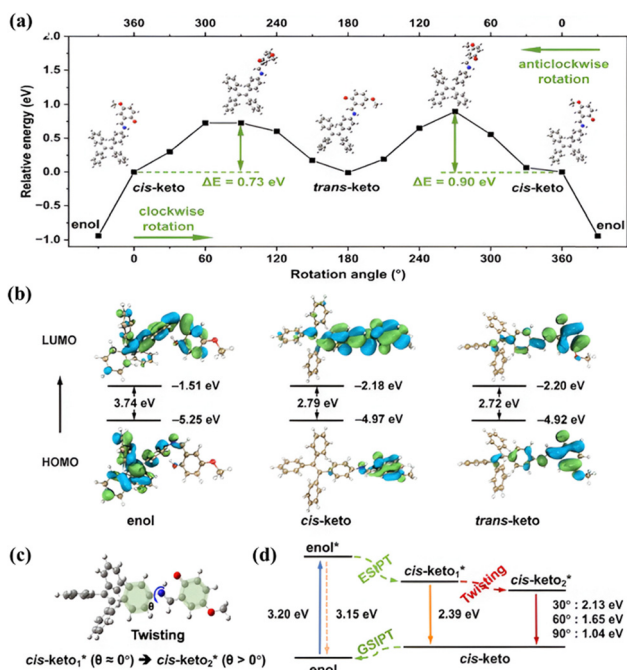 (a)
360 300 240 180 120 60 0
anticlockwise
rotation
Relative energy (eV)
2.0
1.5
1.0
0.5
0.0
−0.5
−1.0
cis-keto
ΔE = 0.73 eV
trans-keto
ΔE = 0.90 eV
cis-keto
enol
clockwise
rotation
enol
0 60 120 180 240 300 360
Rotation angle (°)
(b)
LUMO
−1.51 eV −2.18 eV −2.20 eV
3.74 eV 2.79 eV 2.72 eV
−5.25 eV −4.97 eV −4.92 eV
HOMO
enol cis-keto trans-keto
(c)
θ
Twisting
cis-keto₁* (θ ≈ 0°) → cis-keto₂* (θ > 0°)
(d)
enol*
ESIPT
cis-keto₁*
Twisting
cis-keto₂*
3.20 eV 3.15 eV 2.39 eV
30° : 2.13 eV
60° : 1.65 eV
90° : 1.04 eV
GSIPT
cis-keto
enol